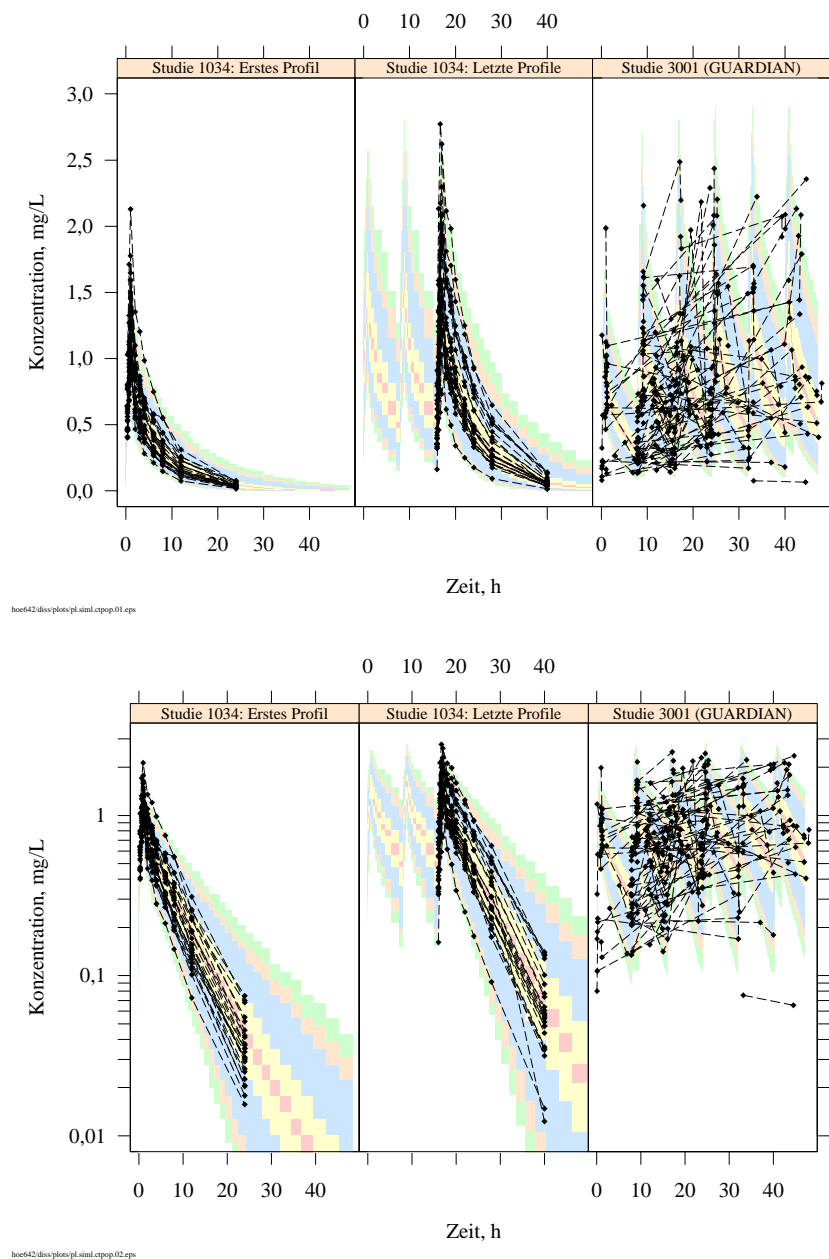 0 10 20 30 40
Studie 1034: Erstes Profil Studie 1034: Letzte Profile Studie 3001 (GUARDIAN)
3,0
2,5
2,0
1,5
1,0
0,5
0,0
Konzentration, mg/L
0 10 20 30 40 0 10 20 30 40
Zeit, h
hoe642/diss/plots/pl.siml.ctpop.01.eps
0 10 20 30 40
Studie 1034: Erstes Profil Studie 1034: Letzte Profile Studie 3001 (GUARDIAN)
1
0,1
0,01
Konzentration, mg/L
0 10 20 30 40 0 10 20 30 40
Zeit, h
hoe642/diss/plots/pl.siml.ctpop.02.eps